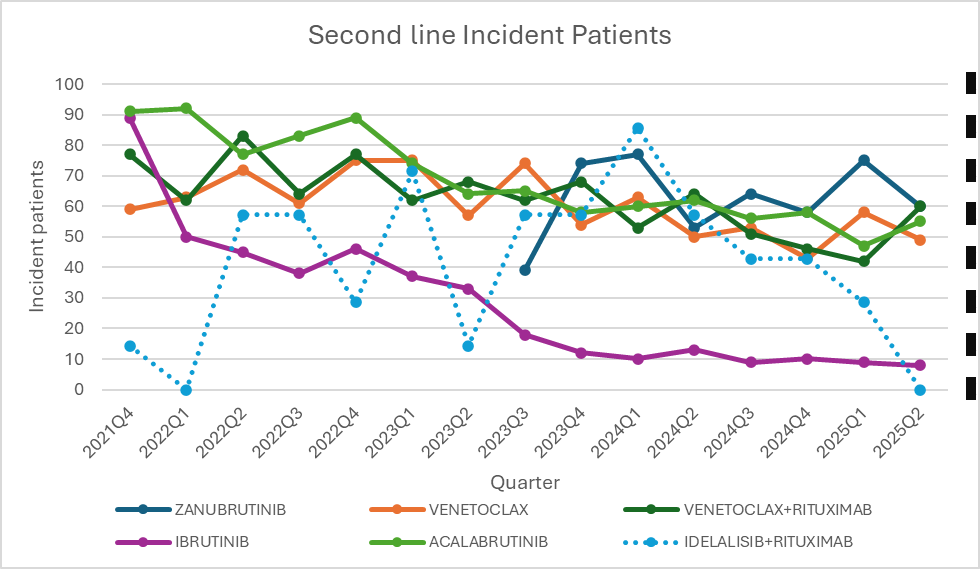 Second line Incident Patients
Incident patients
100
90
80
70
60
50
40
30
20
10
0
2021Q4
2022Q1
2022Q2
2022Q3
2022Q4
2023Q1
2023Q2
2023Q3
2023Q4
2024Q1
2024Q2
2024Q3
2024Q4
2025Q1
2025Q2
Quarter
ZANUBRUTINIB VENETOCLAX VENETOCLAX+RITUXIMAB
IBRUTINIB ACALABRUTINIB IDELALISIB+RITUXIMAB